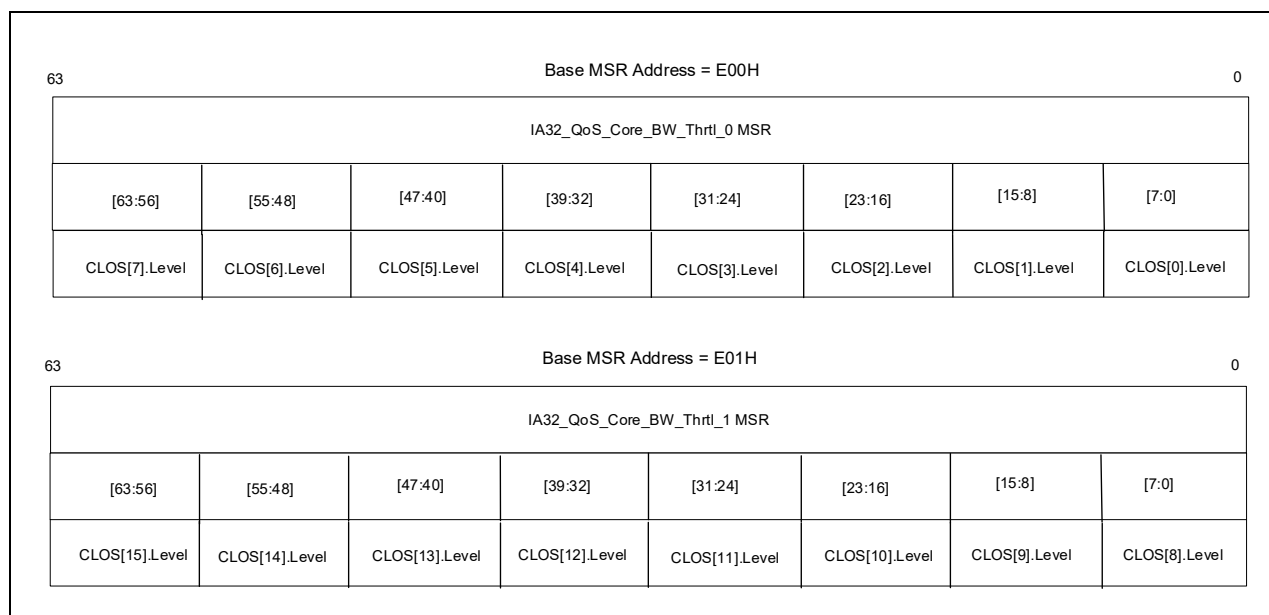 Base MSR Address = E00H
63 0
IA32_QoS_Core_BW_Thrtl_0 MSR
[63:56] [55:48] [47:40] [39:32] [31:24] [23:16] [15:8] [7:0]
CLOS[7].Level CLOS[6].Level CLOS[5].Level CLOS[4].Level CLOS[3].Level CLOS[2].Level CLOS[1].Level CLOS[0].Level
Base MSR Address = E01H
63 0
IA32_QoS_Core_BW_Thrtl_1 MSR
[63:56] [55:48] [47:40] [39:32] [31:24] [23:16] [15:8] [7:0]
CLOS[15].Level CLOS[14].Level CLOS[13].Level CLOS[12].Level CLOS[11].Level CLOS[10].Level CLOS[9].Level CLOS[8].Level